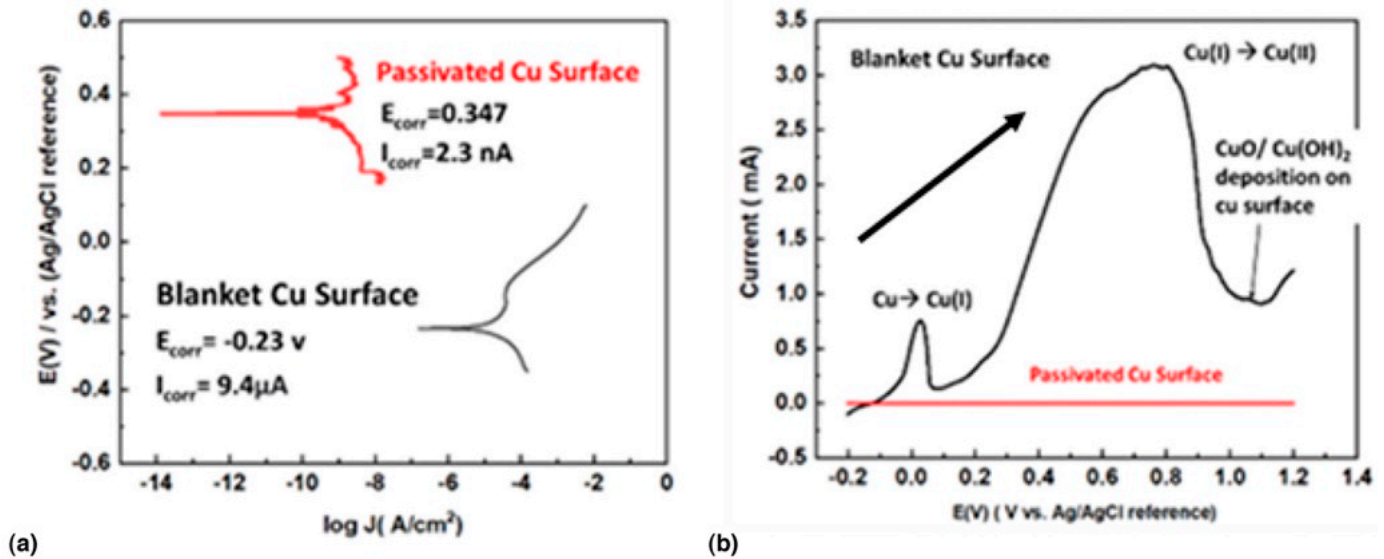 0.6
0.4
0.2
0.0
-0.2
-0.4
-0.6
E(V) / vs. (Ag/AgCl reference)
Passivated Cu Surface
Ecorr=0.347
Icorr=2.3 nA
Blanket Cu Surface
Ecorr= -0.23 v
Icorr= 9.4µA
-14 -12 -10 -8 -6 -4 -2 0
log J( A/cm²)
(a)
3.5
3.0
2.5
2.0
1.5
1.0
0.5
0.0
-0.5
Current ( mA)
Blanket Cu Surface
Cu(I) → Cu(II)
CuO/ Cu(OH)₂
deposition on
cu surface
Cu→ Cu(I)
Passivated Cu Surface
-0.2 0.0 0.2 0.4 0.6 0.8 1.0 1.2 1.4
E(V) ( V vs. Ag/AgCl reference)
(b)